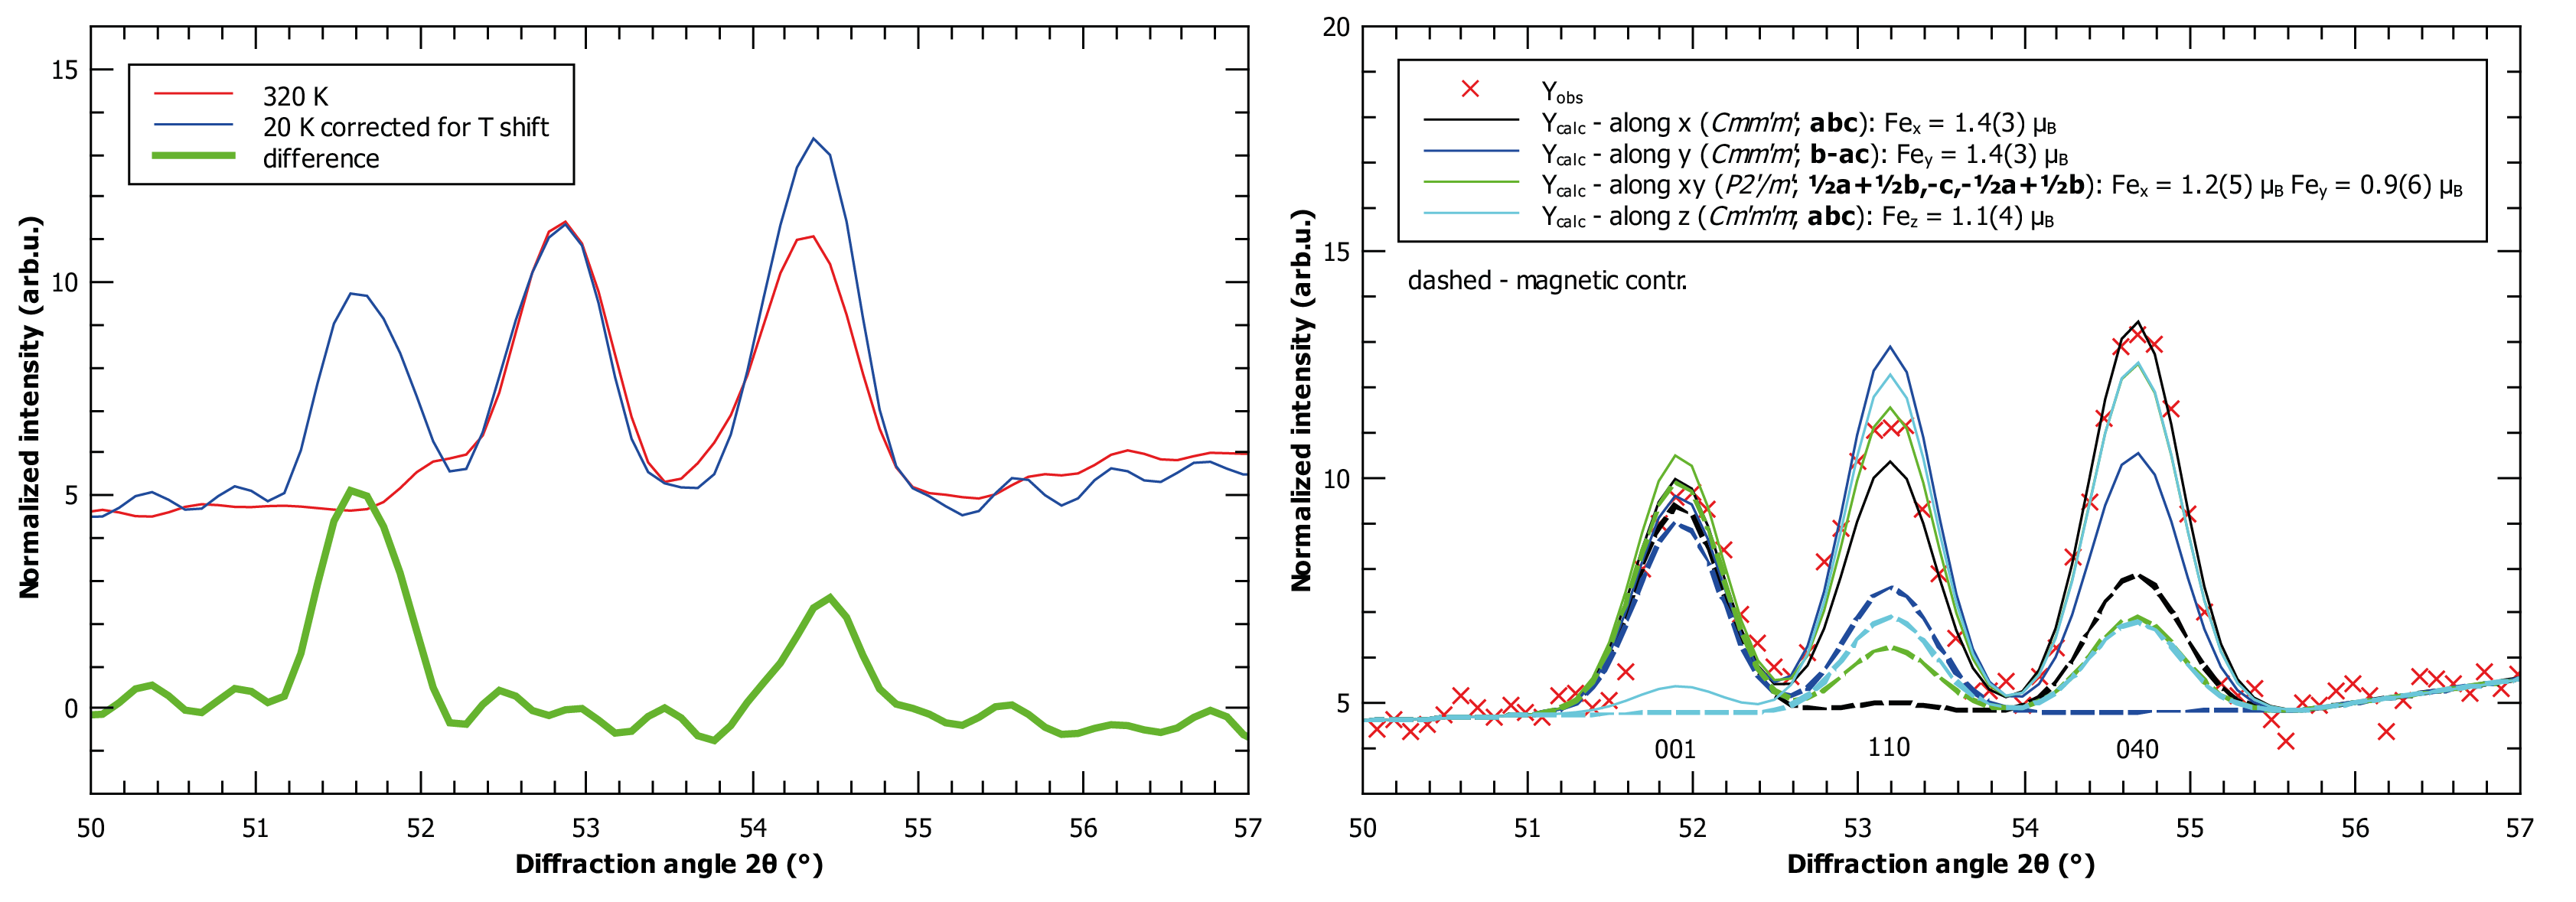 15
10
5
0
320 K
20 K corrected for T shift
difference
Normalized intensity (arb.u.)
50 51 52 53 54 55 56 57
Diffraction angle 2θ (°)
20
15
10
5
Yobs
Ycalc - along x (Cmm'm'; abc): Fex = 1.4(3) μB
Ycalc - along y (Cmm'm'; b-ac): Fey = 1.4(3) μB
Ycalc - along xy (P2'/m'; ½a+½b,-c,-½a+½b): Fex = 1.2(5) μB Fey = 0.9(6) μB
Ycalc - along z (Cm'm'm; abc): Fez = 1.1(4) μB
dashed - magnetic contr.
Normalized intensity (arb.u.)
001 110 040
50 51 52 53 54 55 56 57
Diffraction angle 2θ (°)